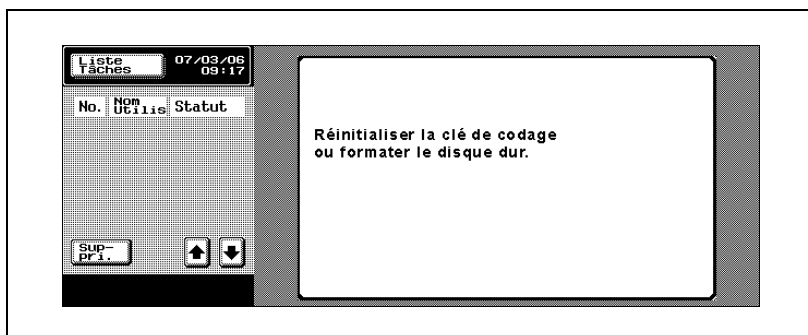 Liste
Tâches
07/03/06
09:17
No. Nom Utilis Statut
Réinitialiser la clé de codage
ou formater le disque dur.
Sup-
pri.